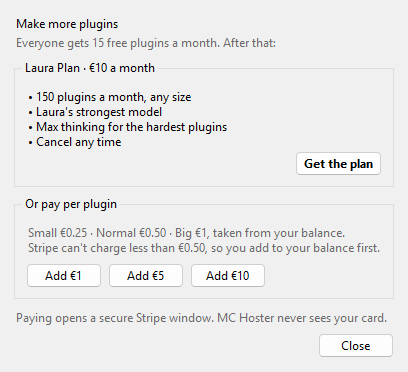 Make more plugins
Everyone gets 15 free plugins a month. After that:
Laura Plan · €10 a month
• 150 plugins a month, any size
• Laura's strongest model
• Max thinking for the hardest plugins
• Cancel any time
Get the plan
Or pay per plugin
Small €0.25 · Normal €0.50 · Big €1, taken from your balance.
Stripe can't charge less than €0.50, so you add to your balance first.
Add €1
Add €5
Add €10
Paying opens a secure Stripe window. MC Hoster never sees your card.
Close